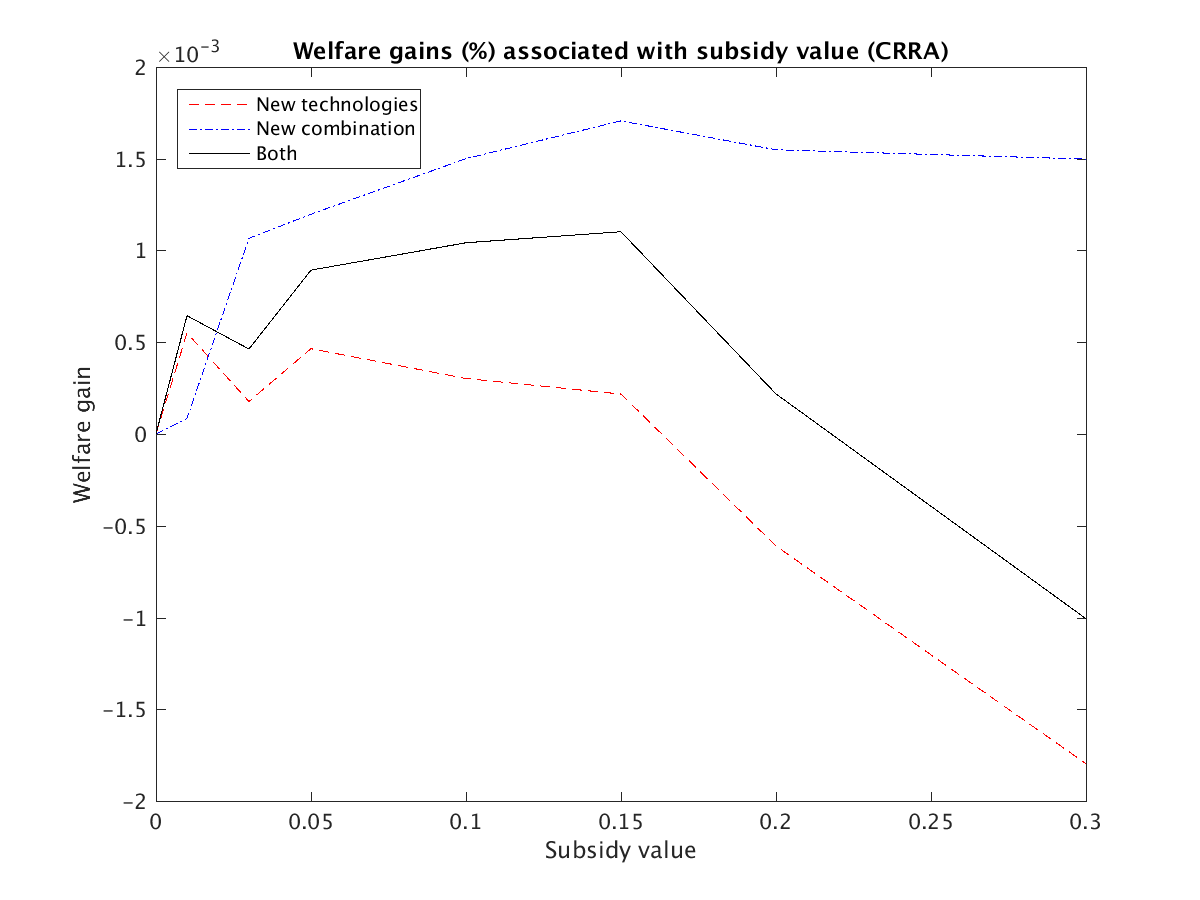 ×10⁻³
Welfare gains (%) associated with subsidy value (CRRA)
2
1.5
1
0.5
0
−0.5
−1
−1.5
−2
Welfare gain
New technologies
New combination
Both
0 0.05 0.1 0.15 0.2 0.25 0.3
Subsidy value